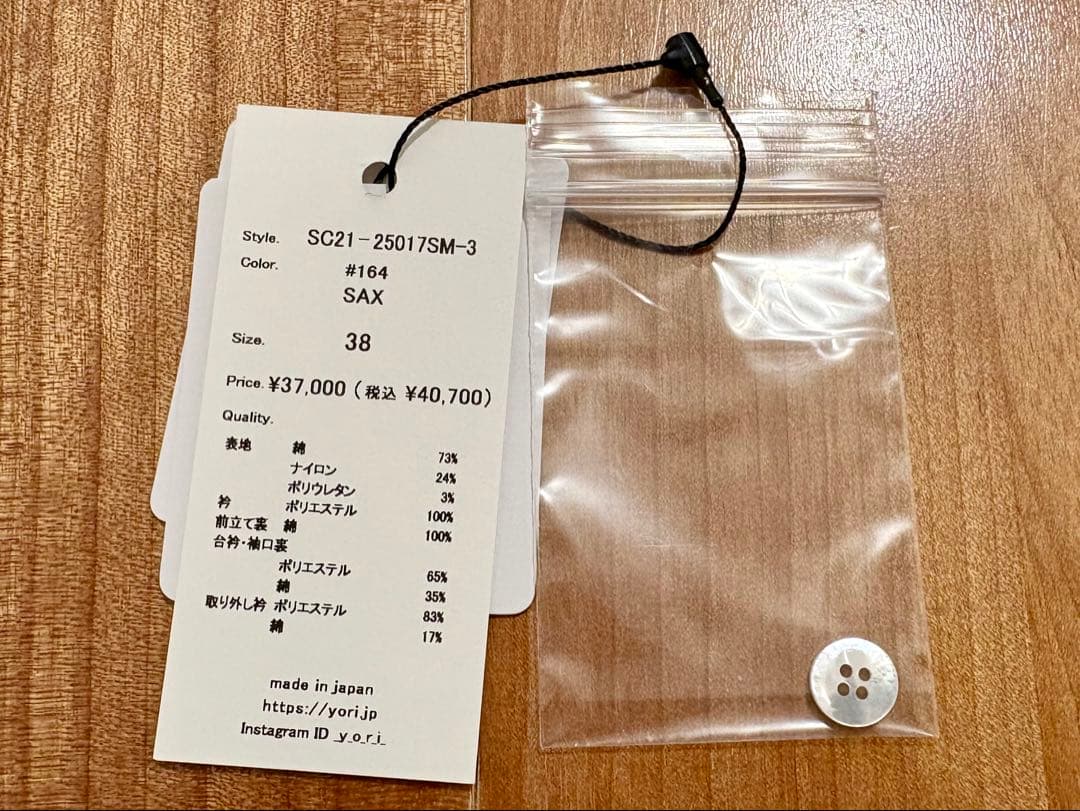 Style. SC21-25017SM-3
Color. #164
SAX
Size. 38
Price. ¥37,000 (税込 ¥40,700)
Quality.
表地 綿 73%
ナイロン 24%
ポリウレタン 3%
衿 ポリエステル 100%
前立て裏 綿 100%
台衿・袖口裏
ポリエステル 65%
綿 35%
取り外し衿 ポリエステル 83%
綿 17%
made in japan
https://yori.jp
Instagram ID _y_o_r_i_